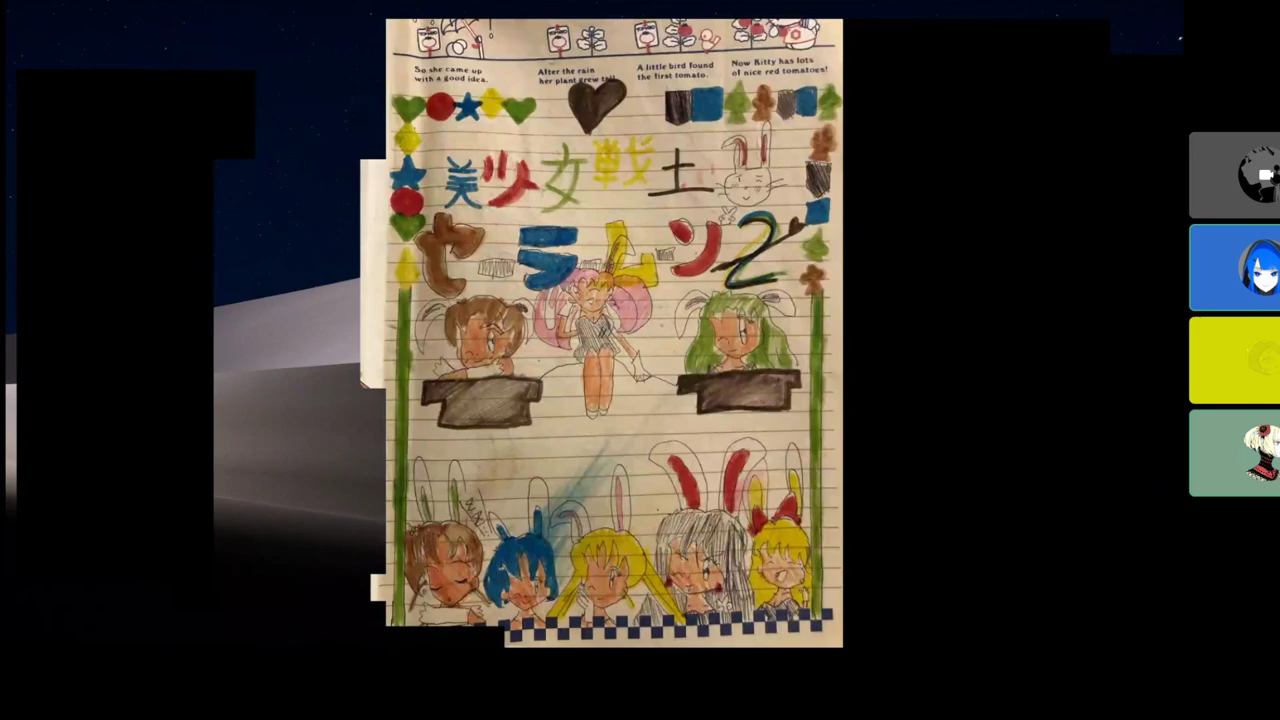 So she came up
with a good idea.
After the rain
her plant grew tall.
A little bird found
the first tomato.
Now Kitty has lots
of nice red tomatoes!
美少女戦士
セーラームーン Z